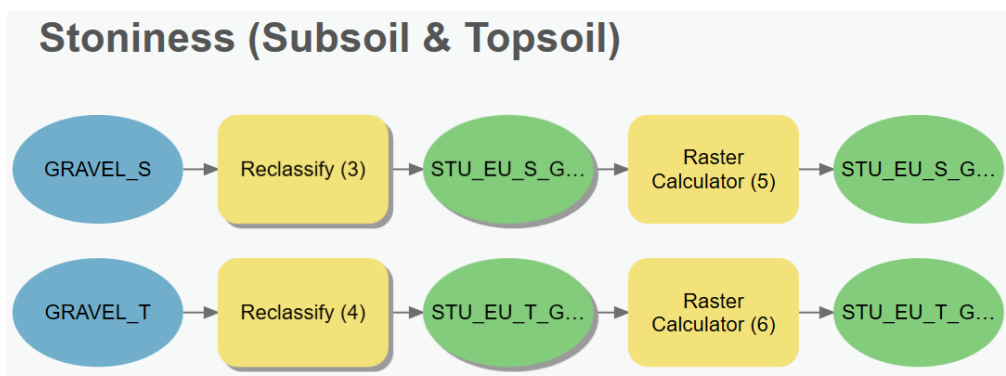 Stoniness (Subsoil & Topsoil)
GRAVEL_S
Reclassify (3)
STU_EU_S_G...
Raster
Calculator (5)
STU_EU_S_G...
GRAVEL_T
Reclassify (4)
STU_EU_T_G...
Raster
Calculator (6)
STU_EU_T_G...